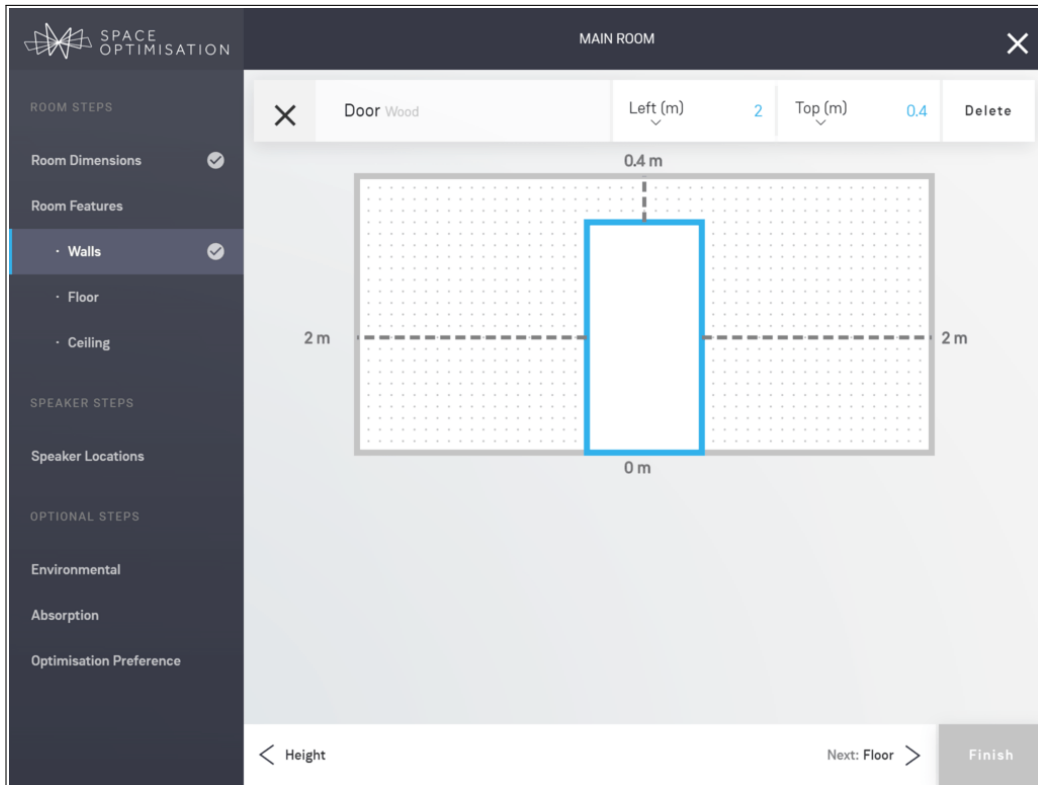 SPACE
OPTIMISATION
MAIN ROOM
ROOM STEPS
Room Dimensions
Room Features
· Walls
· Floor
· Ceiling
SPEAKER STEPS
Speaker Locations
OPTIONAL STEPS
Environmental
Absorption
Optimisation Preference
Door Wood
Left (m) 2
Top (m) 0.4
Delete
0.4 m
2 m
2 m
0 m
Height
Next: Floor
Finish